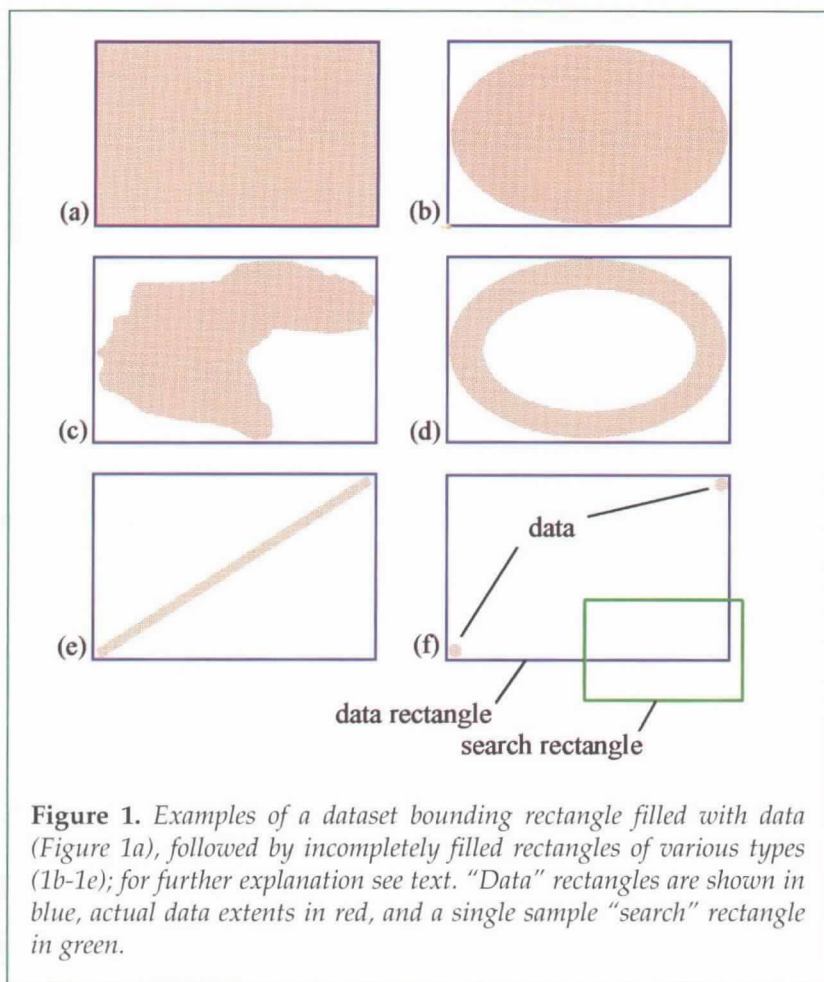 (a)
(b)
(c)
(d)
data
(e)
(f)
data rectangle
search rectangle
Figure 1. Examples of a dataset bounding rectangle filled with data
(Figure 1a), followed by incompletely filled rectangles of various types
(1b-1e); for further explanation see text. “Data” rectangles are shown in
blue, actual data extents in red, and a single sample “search” rectangle
in green.